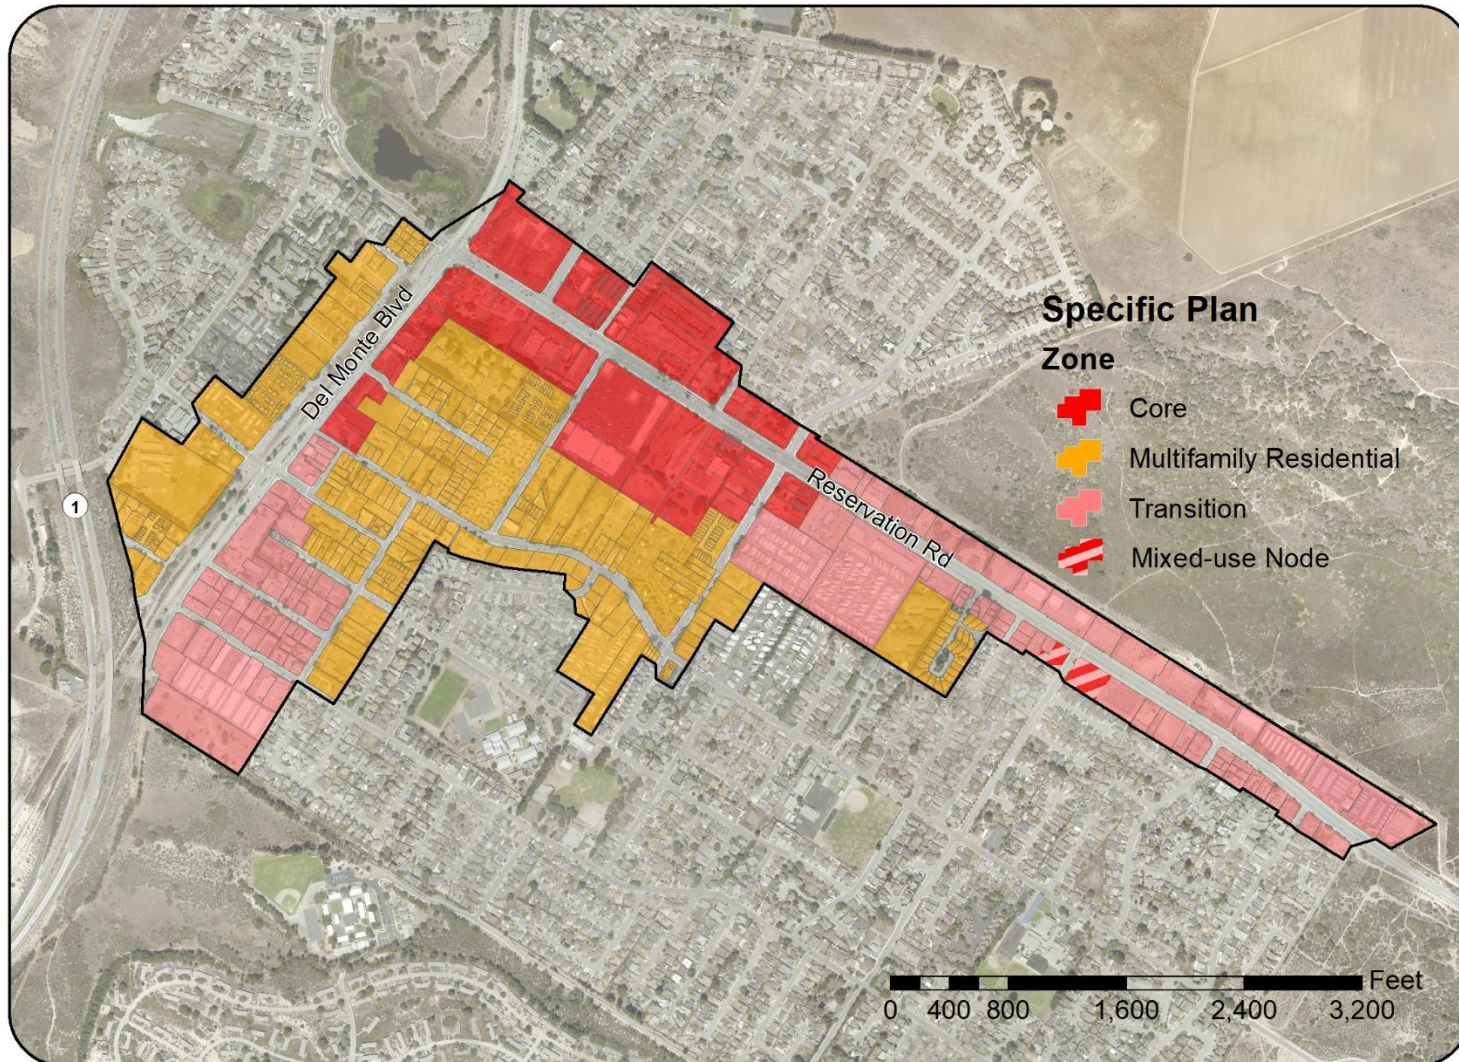 Del Monte Blvd
Reservation Rd
1
Specific Plan
Zone
Core
Multifamily Residential
Transition
Mixed-use Node
Feet
0 400 800 1,600 2,400 3,200